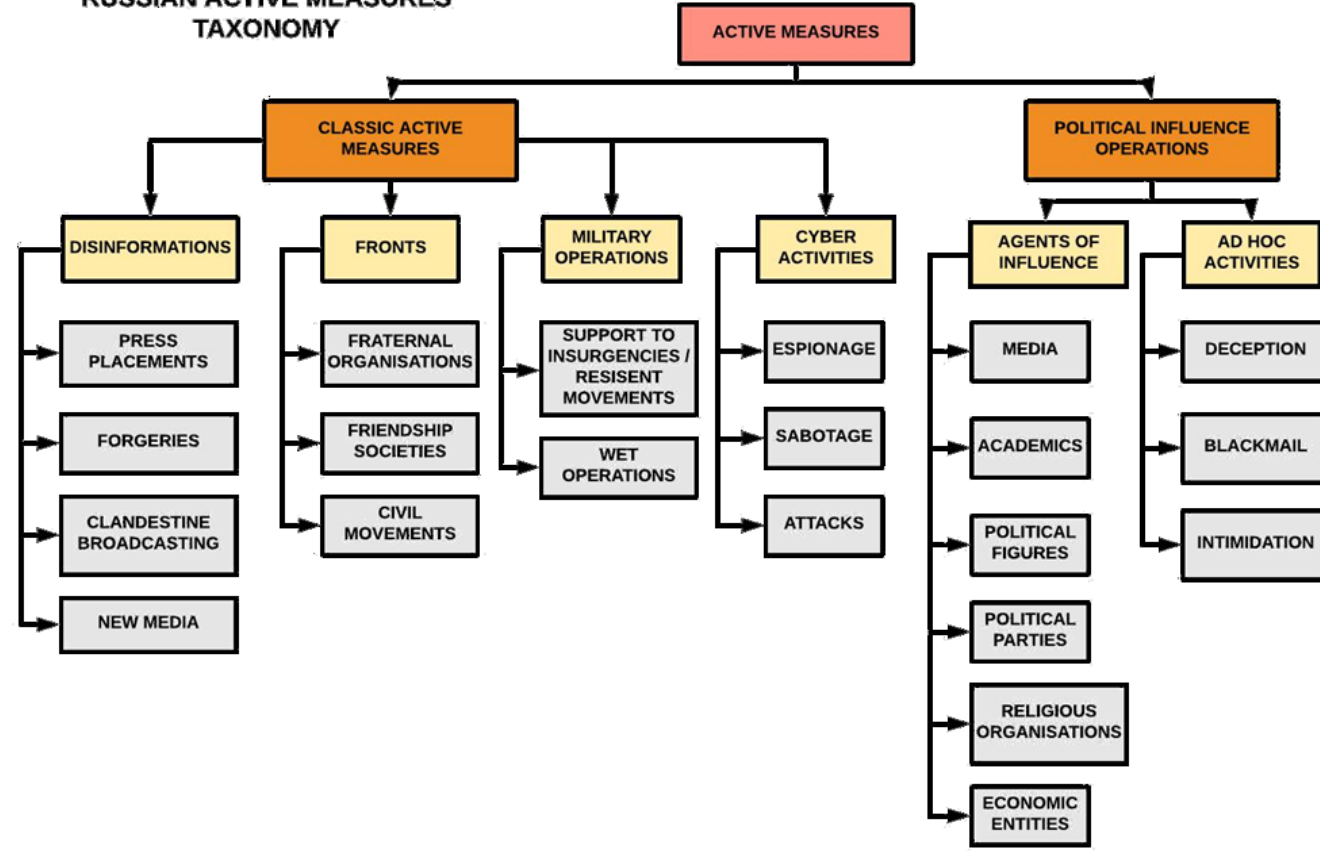 RUSSIAN ACTIVE MEASURES
TAXONOMY
ACTIVE MEASURES
CLASSIC ACTIVE
MEASURES
POLITICAL INFLUENCE
OPERATIONS
DISINFORMATIONS
PRESS
PLACEMENTS
FORGERIES
CLANDESTINE
BROADCASTING
NEW MEDIA
FRONTS
FRATERNAL
ORGANISATIONS
FRIENDSHIP
SOCIETIES
CIVIL
MOVEMENTS
MILITARY
OPERATIONS
SUPPORT TO
INSURGENCIES /
RESISENT
MOVEMENTS
WET
OPERATIONS
CYBER
ACTIVITIES
ESPIONAGE
SABOTAGE
ATTACKS
AGENTS OF
INFLUENCE
MEDIA
ACADEMICS
POLITICAL
FIGURES
POLITICAL
PARTIES
RELIGIOUS
ORGANISATIONS
ECONOMIC
ENTITIES
AD HOC
ACTIVITIES
DECEPTION
BLACKMAIL
INTIMIDATION